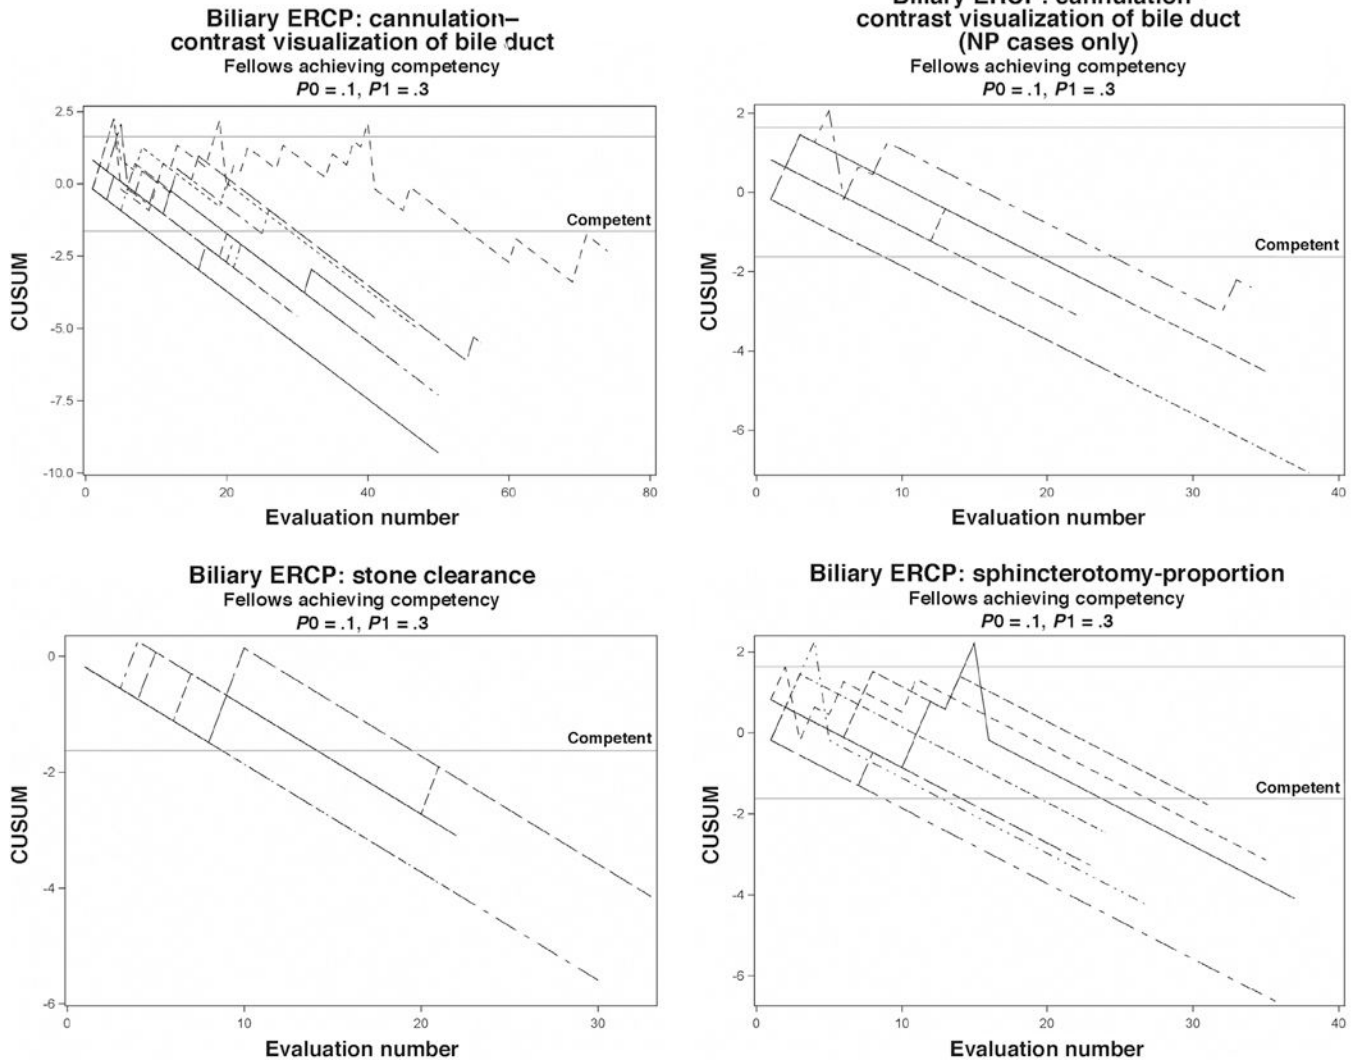 Biliary ERCP: cannulation–
contrast visualization of bile duct
Fellows achieving competency
P0 = .1, P1 = .3
2.5
0.0
-2.5
-5.0
-7.5
-10.0
CUSUM
Competent
0 20 40 60 80
Evaluation number
Biliary ERCP: cannulation
contrast visualization of bile duct
(NP cases only)
Fellows achieving competency
P0 = .1, P1 = .3
2
0
-2
-4
-6
CUSUM
Competent
0 10 20 30 40
Evaluation number
Biliary ERCP: stone clearance
Fellows achieving competency
P0 = .1, P1 = .3
0
-2
-4
-6
CUSUM
Competent
0 10 20 30
Evaluation number
Biliary ERCP: sphincterotomy-proportion
Fellows achieving competency
P0 = .1, P1 = .3
2
0
-2
-4
-6
CUSUM
Competent
0 10 20 30 40
Evaluation number